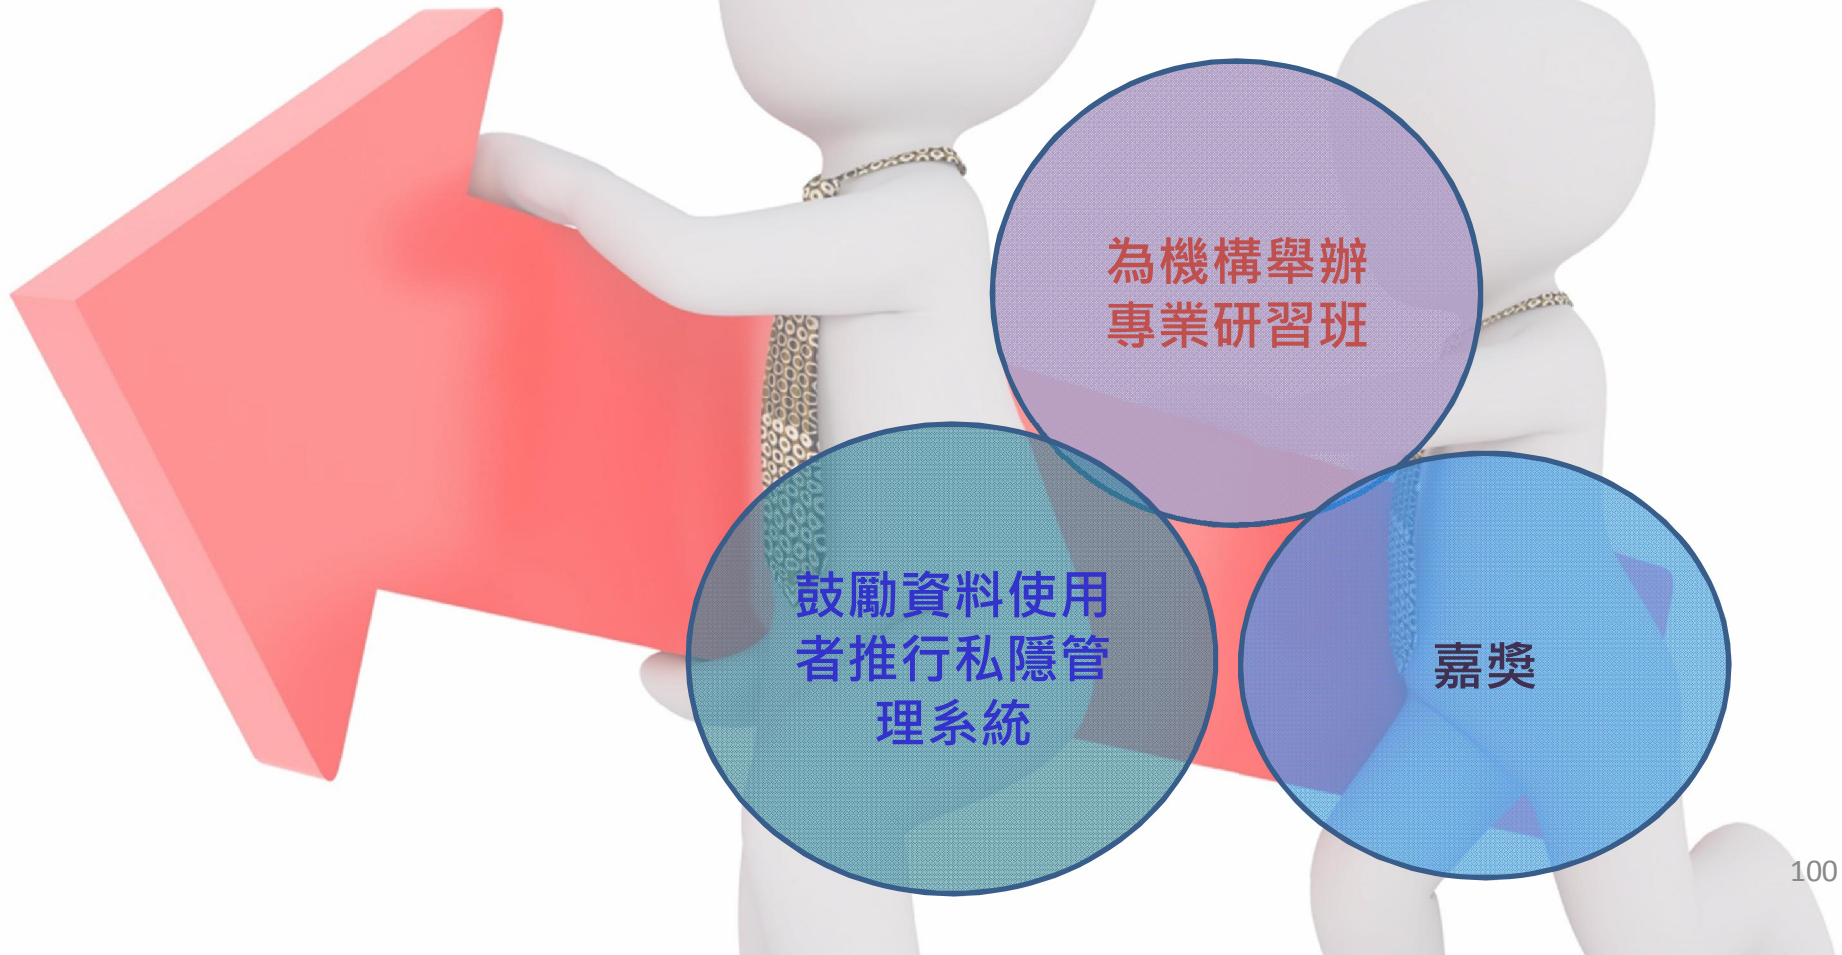 為機構舉辦
專業研習班
鼓勵資料使用
者推行私隱管
理系統
嘉獎
100